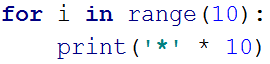 for i in range(10):
    print('*' * 10)